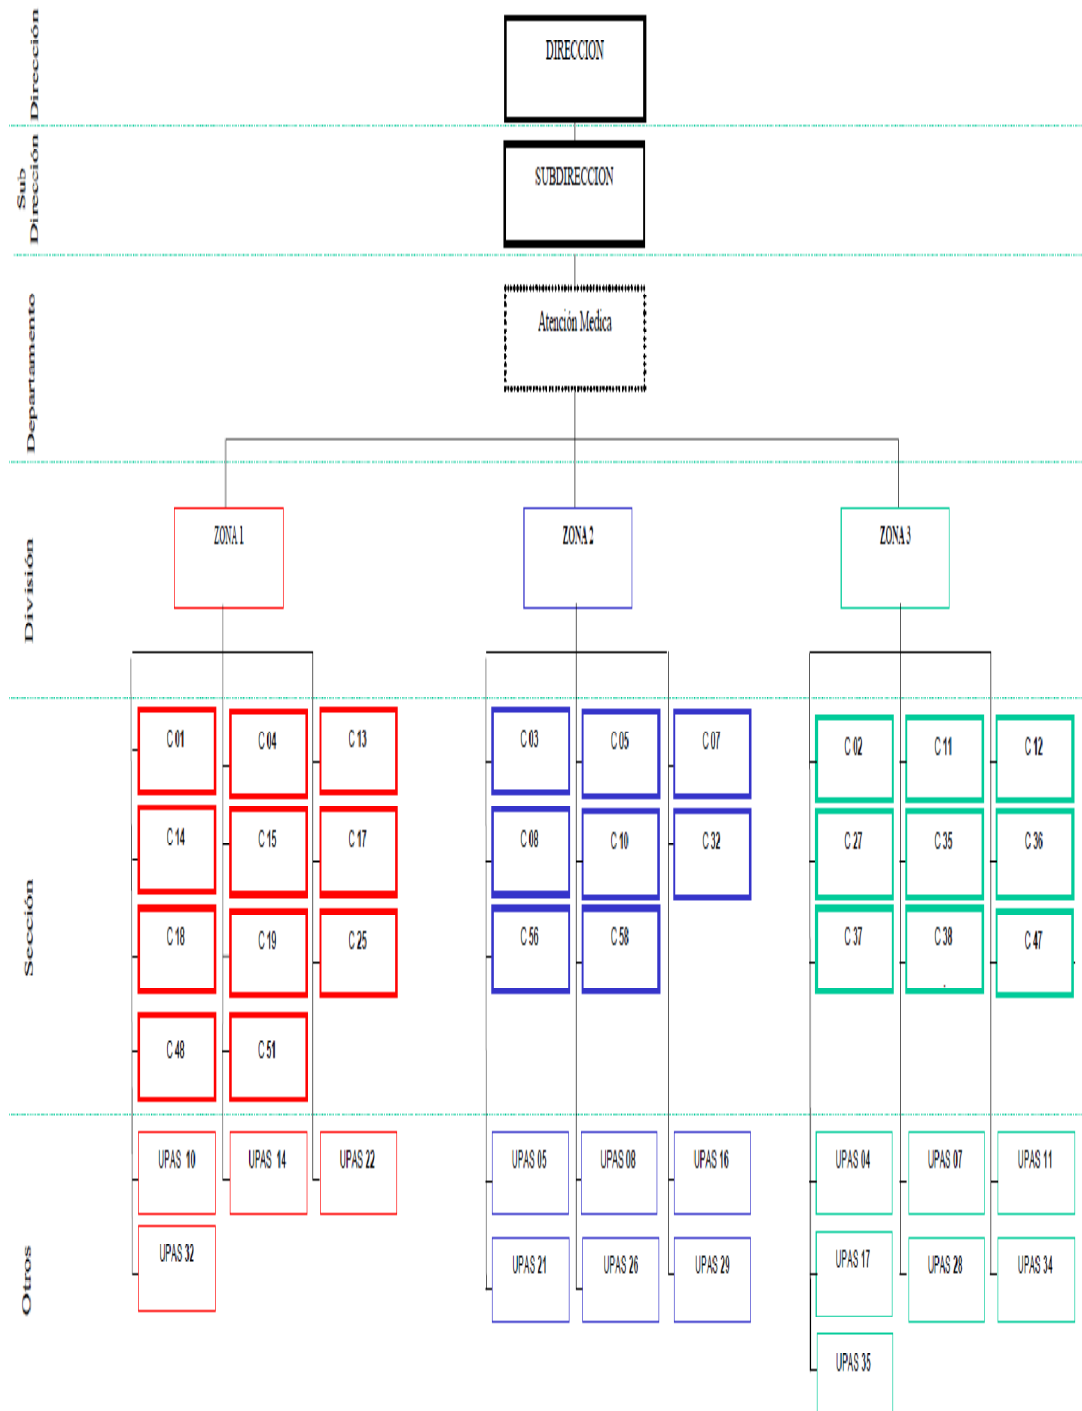 Dirección
DIRECCION
Sub
Dirección
SUBDIRECCION
Departamento
Atención Medica
División
ZONA 1
ZONA 2
ZONA 3
Sección
C 01
C 04
C 13
C 03
C 05
C 07
C 02
C 11
C 12
C 14
C 15
C 17
C 08
C 10
C 32
C 27
C 35
C 36
C 18
C 19
C 25
C 56
C 58
C 37
C 38
C 47
C 48
C 51
Otros
UPAS 10
UPAS 14
UPAS 22
UPAS 05
UPAS 08
UPAS 16
UPAS 04
UPAS 07
UPAS 11
UPAS 32
UPAS 21
UPAS 26
UPAS 29
UPAS 17
UPAS 28
UPAS 34
UPAS 35